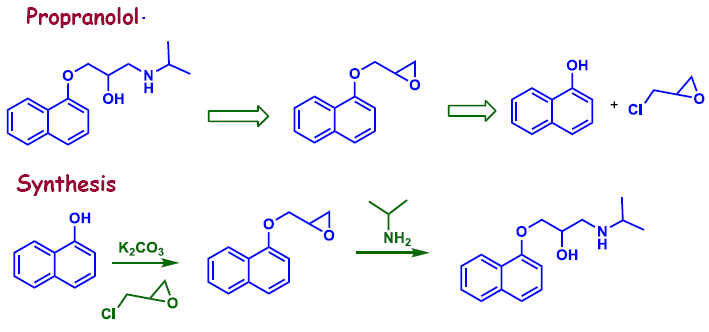 Propranolol.
O
N
H
OH
O
O
OH
+
Cl
O
Synthesis
OH
K2CO3
Cl
O
O
O
NH2
O
OH
N
H